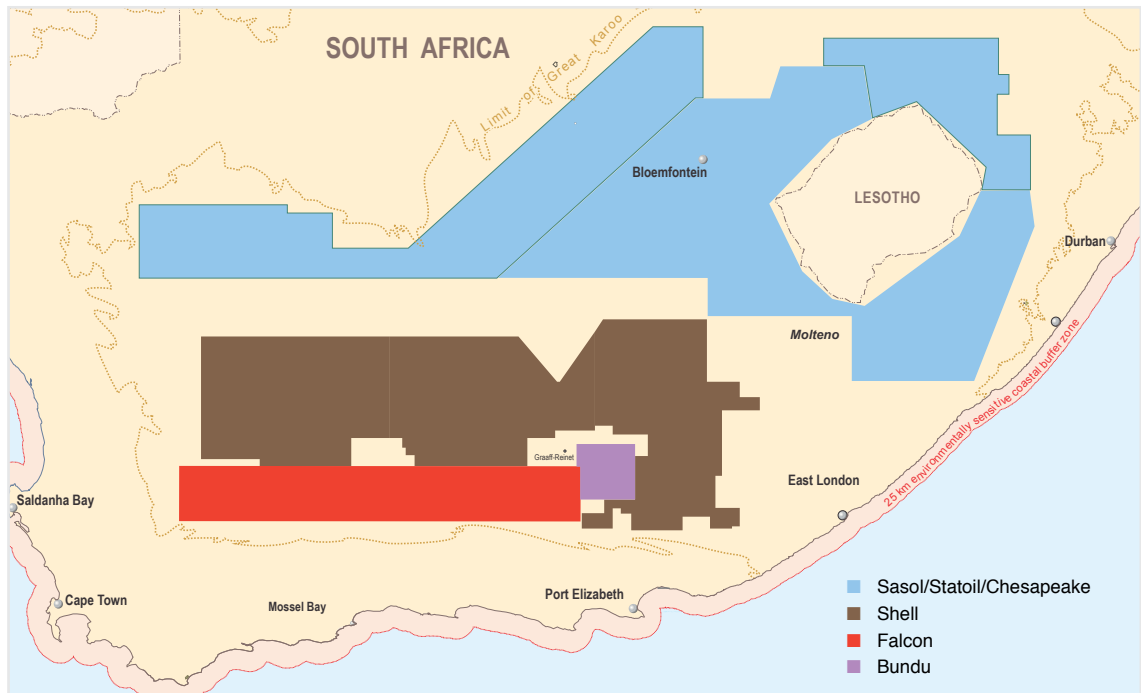 SOUTH AFRICA
Limit of Great Karoo
Bloemfontein
LESOTHO
Durban
Molteno
25 km environmentally sensitive coastal buffer zone
Graaff-Reinet
East London
Saldanha Bay
Cape Town
Mossel Bay
Port Elizabeth
Sasol/Statoil/Chesapeake
Shell
Falcon
Bundu